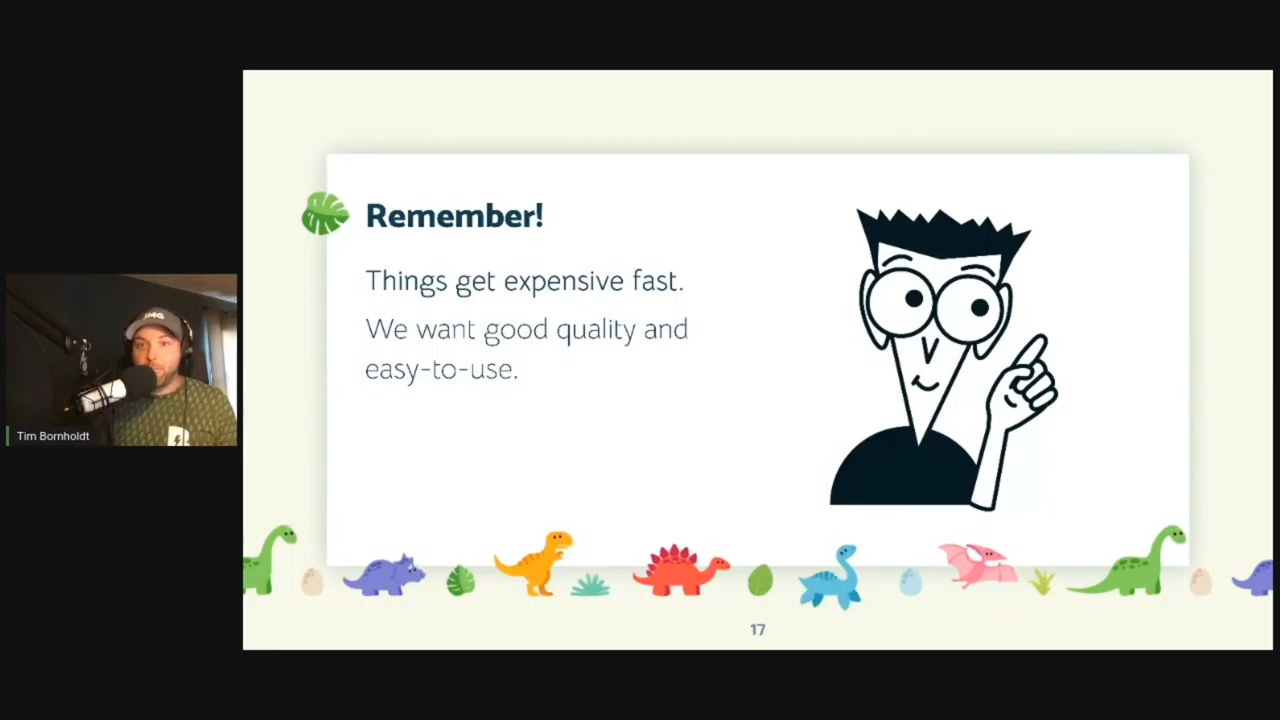 Remember!
Things get expensive fast.
We want good quality and
easy-to-use.
Tim Bornholdt
17